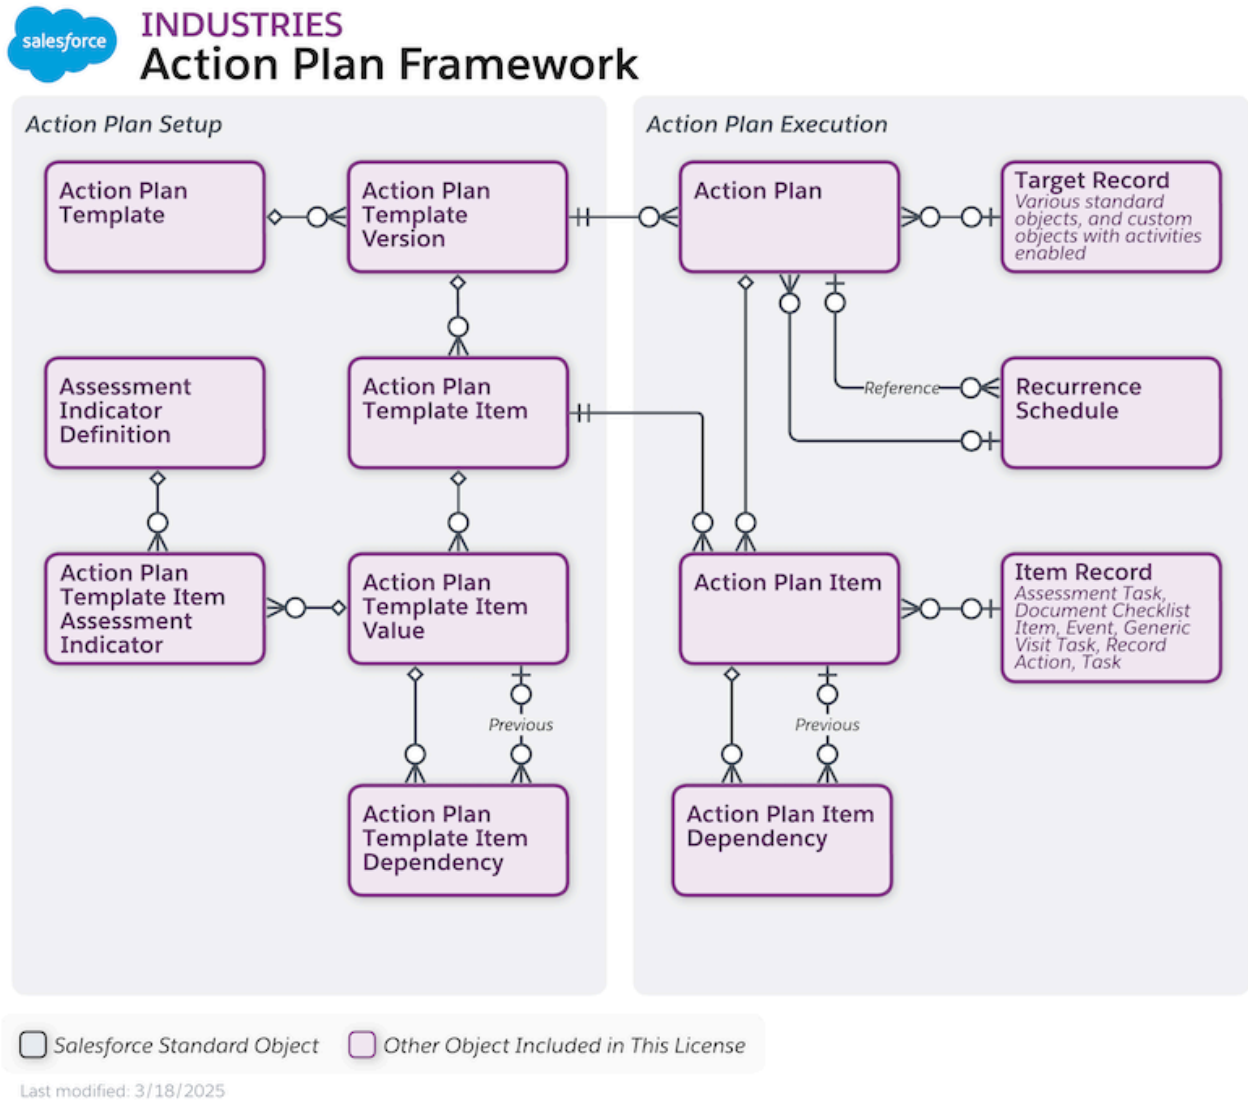 salesforce
INDUSTRIES
Action Plan Framework
Action Plan Setup
Action Plan
Template
Action Plan
Template
Version
Assessment
Indicator
Definition
Action Plan
Template Item
Action Plan
Template Item
Assessment
Indicator
Action Plan
Template Item
Value
Previous
Action Plan
Template Item
Dependency
Action Plan Execution
Action Plan
Target Record
Various standard
objects, and custom
objects with activities
enabled
Reference
Recurrence
Schedule
Action Plan Item
Item Record
Assessment Task,
Document Checklist
Item, Event, Generic
Visit Task, Record
Action, Task
Previous
Action Plan Item
Dependency
Salesforce Standard Object
Other Object Included in This License
Last modified: 3/18/2025